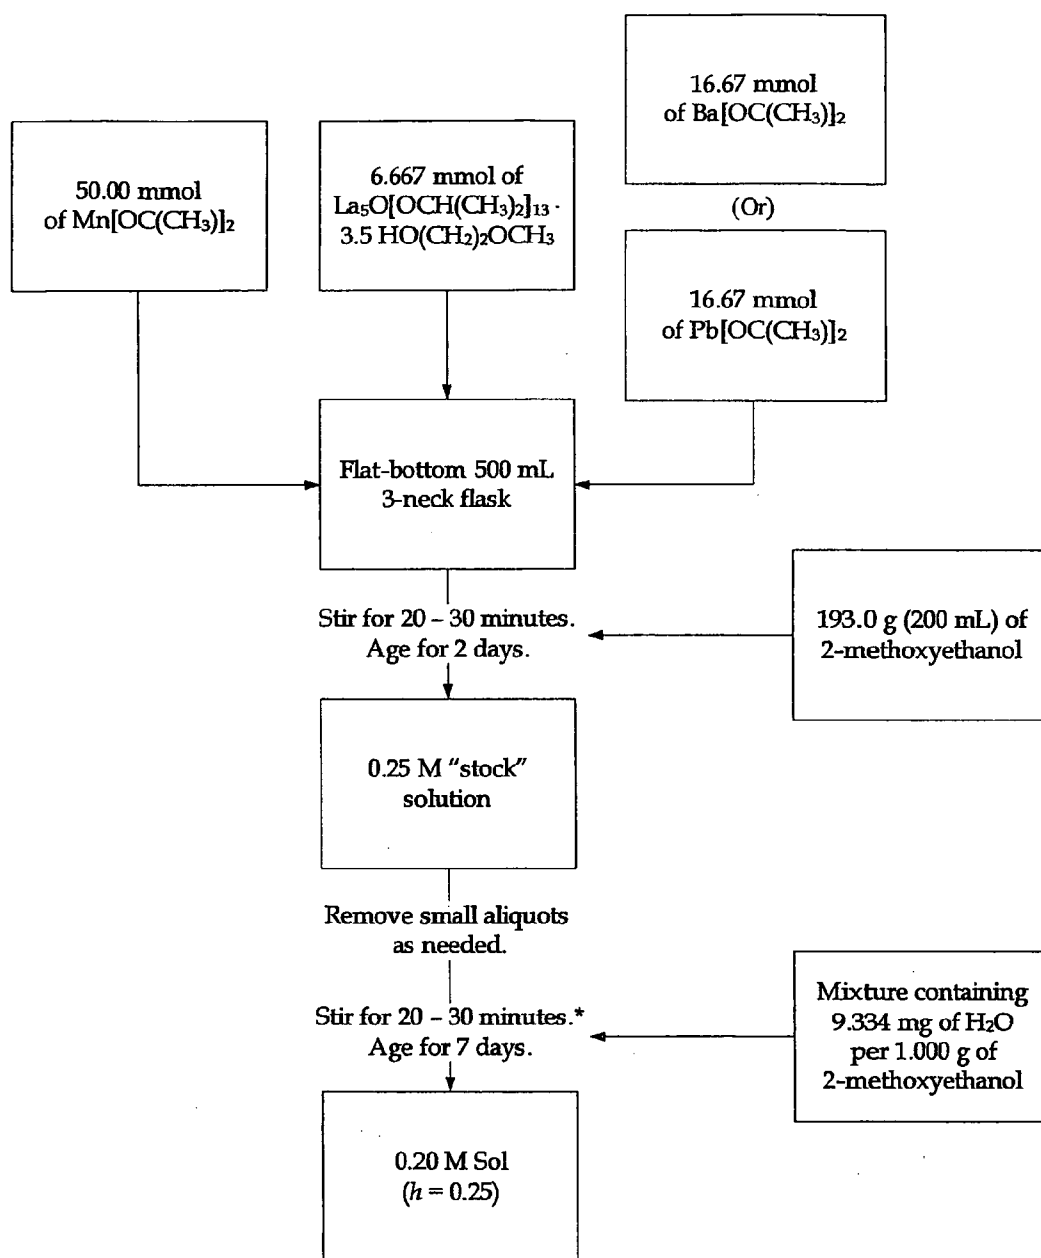 16.67 mmol
of Ba[OC(CH₃)]₂
50.00 mmol
of Mn[OC(CH₃)]₂
6.667 mmol of
La₅O[OCH(CH₃)₂]₁₃ ·
3.5 HO(CH₂)₂OCH₃
(Or)
16.67 mmol
of Pb[OC(CH₃)]₂
Flat-bottom 500 mL
3-neck flask
Stir for 20 – 30 minutes.
Age for 2 days.
193.0 g (200 mL) of
2-methoxyethanol
0.25 M “stock”
solution
Remove small aliquots
as needed.
Stir for 20 – 30 minutes.*
Age for 7 days.
Mixture containing
9.334 mg of H₂O
per 1.000 g of
2-methoxyethanol
0.20 M Sol
(h = 0.25)